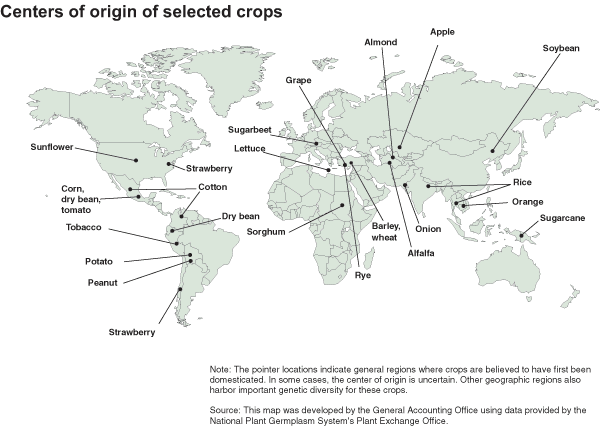 Centers of origin of selected crops
Apple
Almond
Soybean
Grape
Sugarbeet
Sunflower
Lettuce
Strawberry
Corn,
dry bean,
tomato
Cotton
Rice
Orange
Dry bean
Sugarcane
Tobacco
Sorghum
Barley,
wheat
Onion
Alfalfa
Potato
Rye
Peanut
Strawberry
Note: The pointer locations indicate general regions where crops are believed to have first been
domesticated. In some cases, the center of origin is uncertain. Other geographic regions also
harbor important genetic diversity for these crops.
Source: This map was developed by the General Accounting Office using data provided by the
National Plant Germplasm System's Plant Exchange Office.